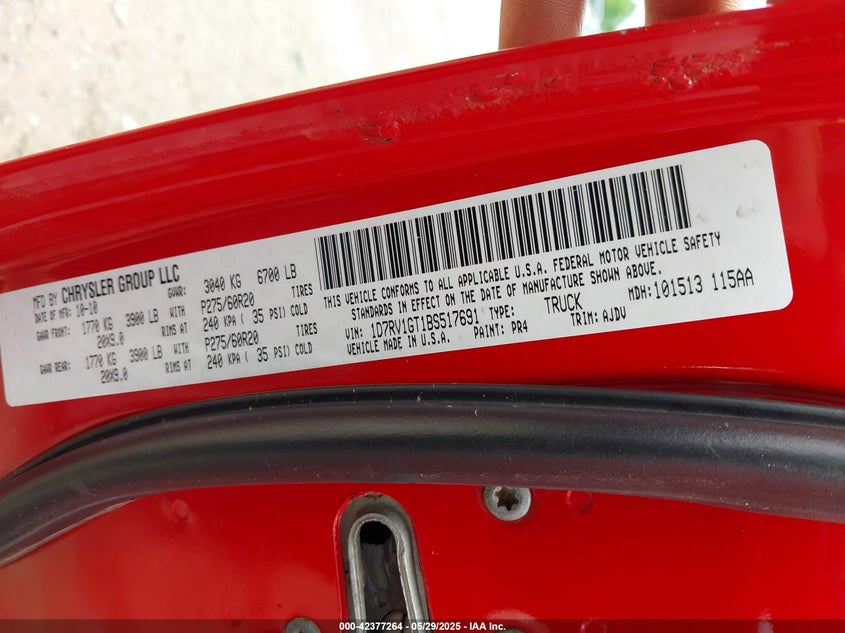 MFD BY CHRYSLER GROUP LLC
DATE OF MFR: 10-10 GVWR: 3040 KG 6700 LB
GAWR FRONT: 1770 KG 3900 LB WITH P275/60R20 TIRES
20X9.0 RIMS AT 240 KPA ( 35 PSI) COLD
GAWR REAR: 1770 KG 3900 LB WITH P275/60R20 TIRES
20X9.0 RIMS AT 240 KPA ( 35 PSI) COLD
THIS VEHICLE CONFORMS TO ALL APPLICABLE U.S.A. FEDERAL MOTOR VEHICLE SAFETY
STANDARDS IN EFFECT ON THE DATE OF MANUFACTURE SHOWN ABOVE.
VIN: 1D7RV1GT1BS517691 TYPE: TRUCK MDH: 101513 115AA
VEHICLE MADE IN U.S.A. PAINT: PR4 TRIM: AJDV
000-42377264 - 05/29/2025 - IAA Inc.